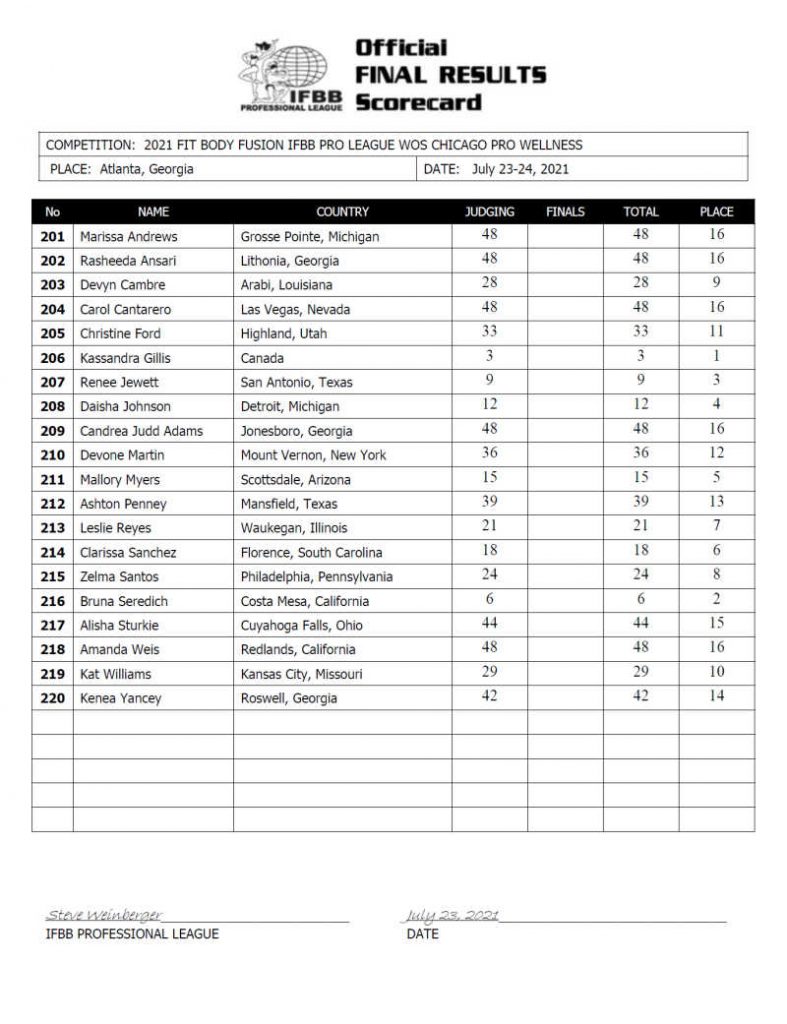 Official
FINAL RESULTS
Scorecard
IFBB
PROFESSIONAL LEAGUE
COMPETITION: 2021 FIT BODY FUSION IFBB PRO LEAGUE WOS CHICAGO PRO WELLNESS
PLACE: Atlanta, Georgia DATE: July 23-24, 2021
No NAME COUNTRY JUDGING FINALS TOTAL PLACE
201 Marissa Andrews Grosse Pointe, Michigan 48 48 16
202 Rasheeda Ansari Lithonia, Georgia 48 48 16
203 Devyn Cambre Arabi, Louisiana 28 28 9
204 Carol Cantarero Las Vegas, Nevada 48 48 16
205 Christine Ford Highland, Utah 33 33 11
206 Kassandra Gillis Canada 3 3 1
207 Renee Jewett San Antonio, Texas 9 9 3
208 Daisha Johnson Detroit, Michigan 12 12 4
209 Candrea Judd Adams Jonesboro, Georgia 48 48 16
210 Devone Martin Mount Vernon, New York 36 36 12
211 Mallory Myers Scottsdale, Arizona 15 15 5
212 Ashton Penney Mansfield, Texas 39 39 13
213 Leslie Reyes Waukegan, Illinois 21 21 7
214 Clarissa Sanchez Florence, South Carolina 18 18 6
215 Zelma Santos Philadelphia, Pennsylvania 24 24 8
216 Bruna Seredich Costa Mesa, California 6 6 2
217 Alisha Sturkie Cuyahoga Falls, Ohio 44 44 15
218 Amanda Weis Redlands, California 48 48 16
219 Kat Williams Kansas City, Missouri 29 29 10
220 Kenea Yancey Roswell, Georgia 42 42 14
Steve Weinberger July 23, 2021
IFBB PROFESSIONAL LEAGUE DATE